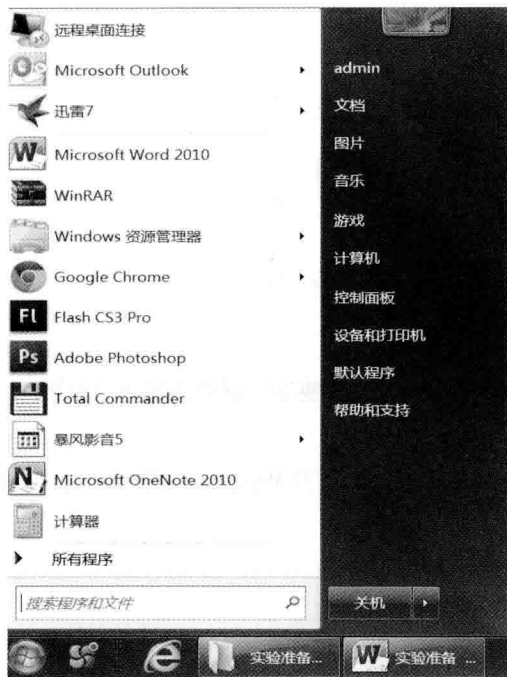 远程桌面连接
Microsoft Outlook
迅雷7
Microsoft Word 2010
WinRAR
Windows 资源管理器
Google Chrome
Fl Flash CS3 Pro
Ps Adobe Photoshop
Total Commander
暴风影音5
Microsoft OneNote 2010
计算器
所有程序
搜索程序和文件
admin
文档
图片
音乐
游戏
计算机
控制面板
设备和打印机
默认程序
帮助和支持
关机
实验准备...
实验准备 ...